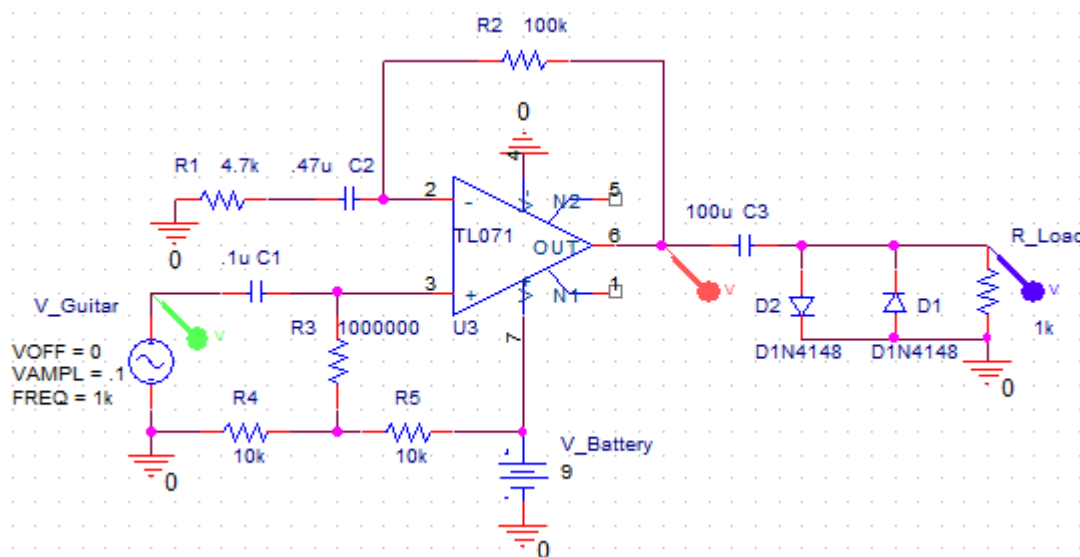 R2 100k
0
4
R1 4.7k .47u C2
2
-
V-
N2
5
TL071
OUT
6
100u C3
R_Load
0
.1u C1
3
+
V+
N1
1
V
V_Guitar
V
U3
D2
D1
V
R3 1000000
7
1k
VOFF = 0
VAMPL = .1
FREQ = 1k
D1N4148
D1N4148
R4
R5
0
10k
10k
V_Battery
9
0
0